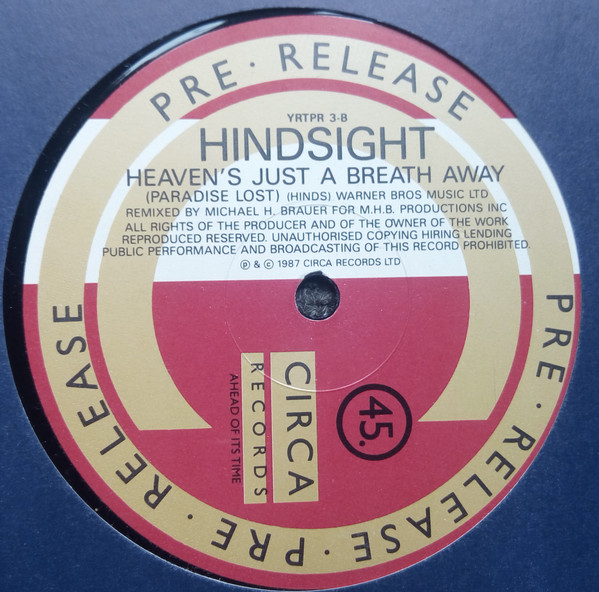 PRE · RELEASE
YRTPR 3-B
HINDSIGHT
HEAVEN'S JUST A BREATH AWAY
(PARADISE LOST) (HINDS) WARNER BROS MUSIC LTD
REMIXED BY MICHAEL H. BRAUER FOR M.H.B. PRODUCTIONS INC
ALL RIGHTS OF THE PRODUCER AND OF THE OWNER OF THE WORK
REPRODUCED RESERVED. UNAUTHORISED COPYING HIRING LENDING
PUBLIC PERFORMANCE AND BROADCASTING OF THIS RECORD PROHIBITED.
℗ & © 1987 CIRCA RECORDS LTD
45.
CIRCA
RECORDS
AHEAD OF ITS TIME
PRE · RELEASE · PRE · RELEASE
PRE · RELEASE